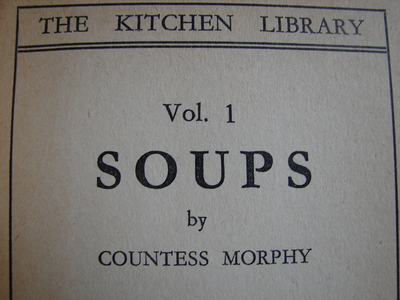 THE KITCHEN LIBRARY
Vol. 1
SOUPS
by
COUNTESS MORPHY